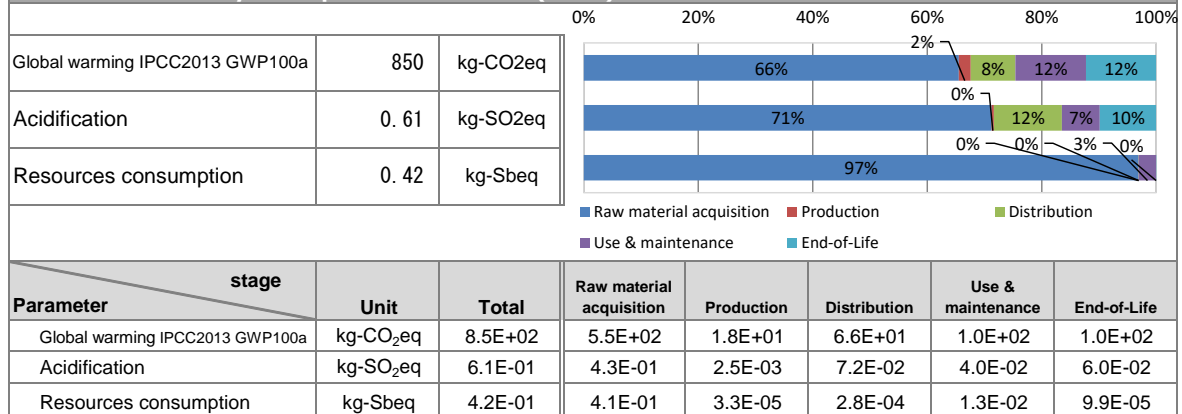 0% 20% 40% 60% 80% 100%
Global warming IPCC2013 GWP100a 850 kg-CO2eq
2%
66% 8% 12% 12%
Acidification 0.61 kg-SO2eq
0%
71% 12% 7% 10%
Resources consumption 0.42 kg-Sbeq
0% 0% 3% 0%
97%
Raw material acquisition Production Distribution
Use & maintenance End-of-Life
stage
Parameter Unit Total Raw material acquisition Production Distribution Use & maintenance End-of-Life
Global warming IPCC2013 GWP100a kg-CO₂eq 8.5E+02 5.5E+02 1.8E+01 6.6E+01 1.0E+02 1.0E+02
Acidification kg-SO₂eq 6.1E-01 4.3E-01 2.5E-03 7.2E-02 4.0E-02 6.0E-02
Resources consumption kg-Sbeq 4.2E-01 4.1E-01 3.3E-05 2.8E-04 1.3E-02 9.9E-05